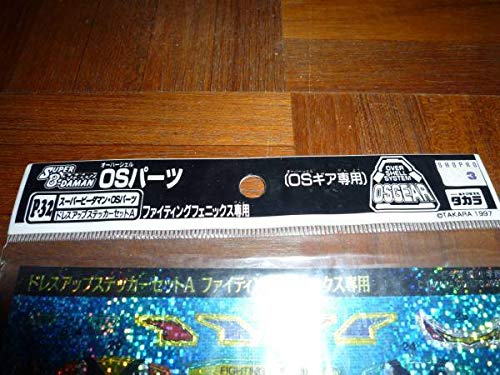 SUPER
B-DAMAN
オーバーシェル
OSパーツ
(OSギア専用)
OVER
SHELL
SYSTEM
OSGEAR
SHOPRO
3
タカラ
©TAKARA 1997
P-32
スーパービーダマン・OSパーツ
ドレスアップステッカーセットA
ファイティングフェニックス専用
ドレスアップステッカーセットA ファイティングフェニックス専用
FIGHTING